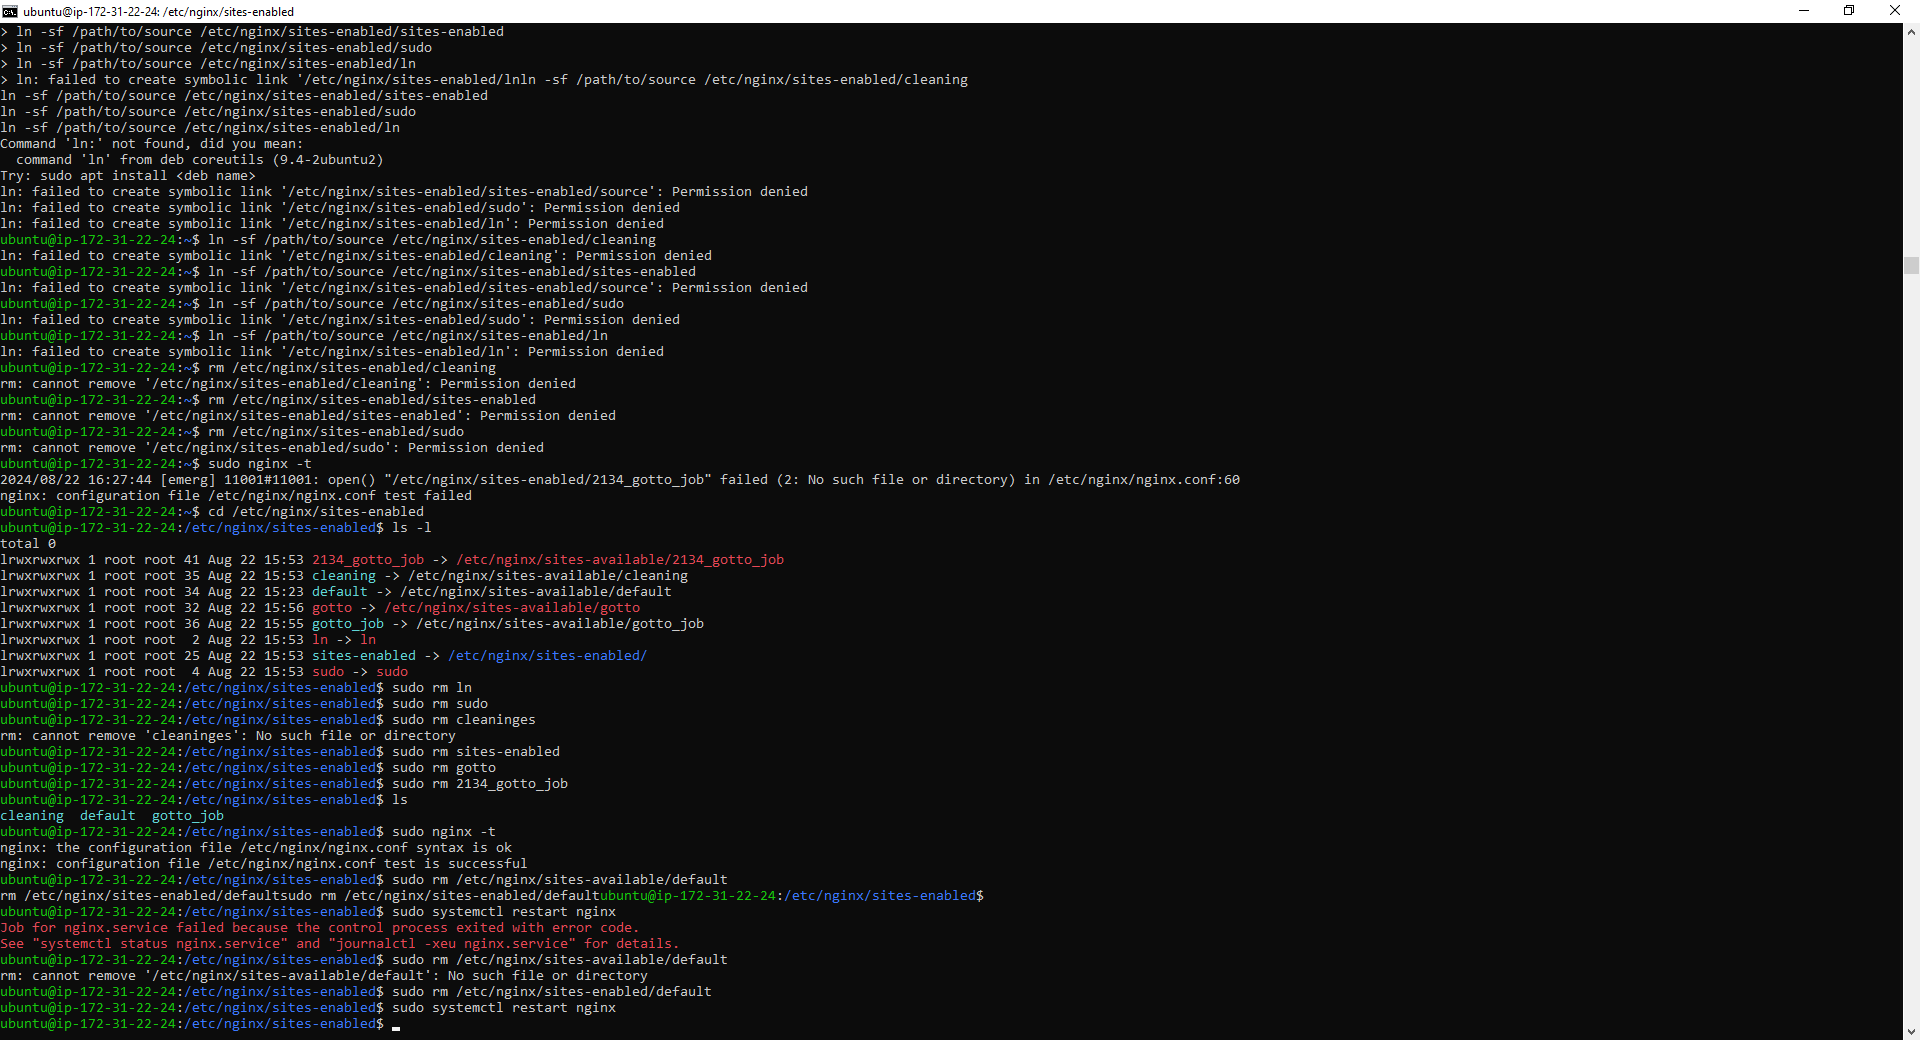 ubuntu@ip-172-31-22-24: /etc/nginx/sites-enabled
> ln -sf /path/to/source /etc/nginx/sites-enabled/sites-enabled
> ln -sf /path/to/source /etc/nginx/sites-enabled/sudo
> ln -sf /path/to/source /etc/nginx/sites-enabled/ln
> ln: failed to create symbolic link '/etc/nginx/sites-enabled/lnln -sf /path/to/source /etc/nginx/sites-enabled/cleaning
ln -sf /path/to/source /etc/nginx/sites-enabled/sites-enabled
ln -sf /path/to/source /etc/nginx/sites-enabled/sudo
ln -sf /path/to/source /etc/nginx/sites-enabled/ln
Command 'ln:' not found, did you mean:
  command 'ln' from deb coreutils (9.4-2ubuntu2)
Try: sudo apt install <deb name>
ln: failed to create symbolic link '/etc/nginx/sites-enabled/sites-enabled/source': Permission denied
ln: failed to create symbolic link '/etc/nginx/sites-enabled/sudo': Permission denied
ln: failed to create symbolic link '/etc/nginx/sites-enabled/ln': Permission denied
ubuntu@ip-172-31-22-24:~$ ln -sf /path/to/source /etc/nginx/sites-enabled/cleaning
ln: failed to create symbolic link '/etc/nginx/sites-enabled/cleaning': Permission denied
ubuntu@ip-172-31-22-24:~$ ln -sf /path/to/source /etc/nginx/sites-enabled/sites-enabled
ln: failed to create symbolic link '/etc/nginx/sites-enabled/sites-enabled/source': Permission denied
ubuntu@ip-172-31-22-24:~$ ln -sf /path/to/source /etc/nginx/sites-enabled/sudo
ln: failed to create symbolic link '/etc/nginx/sites-enabled/sudo': Permission denied
ubuntu@ip-172-31-22-24:~$ ln -sf /path/to/source /etc/nginx/sites-enabled/ln
ln: failed to create symbolic link '/etc/nginx/sites-enabled/ln': Permission denied
ubuntu@ip-172-31-22-24:~$ rm /etc/nginx/sites-enabled/cleaning
rm: cannot remove '/etc/nginx/sites-enabled/cleaning': Permission denied
ubuntu@ip-172-31-22-24:~$ rm /etc/nginx/sites-enabled/sites-enabled
rm: cannot remove '/etc/nginx/sites-enabled/sites-enabled': Permission denied
ubuntu@ip-172-31-22-24:~$ rm /etc/nginx/sites-enabled/sudo
rm: cannot remove '/etc/nginx/sites-enabled/sudo': Permission denied
ubuntu@ip-172-31-22-24:~$ sudo nginx -t
2024/08/22 16:27:44 [emerg] 11001#11001: open() "/etc/nginx/sites-enabled/2134_gotto_job" failed (2: No such file or directory) in /etc/nginx/nginx.conf:60
nginx: configuration file /etc/nginx/nginx.conf test failed
ubuntu@ip-172-31-22-24:~$ cd /etc/nginx/sites-enabled
ubuntu@ip-172-31-22-24:/etc/nginx/sites-enabled$ ls -l
total 0
lrwxrwxrwx 1 root root 41 Aug 22 15:53 2134_gotto_job -> /etc/nginx/sites-available/2134_gotto_job
lrwxrwxrwx 1 root root 35 Aug 22 15:53 cleaning -> /etc/nginx/sites-available/cleaning
lrwxrwxrwx 1 root root 34 Aug 22 15:23 default -> /etc/nginx/sites-available/default
lrwxrwxrwx 1 root root 32 Aug 22 15:56 gotto -> /etc/nginx/sites-available/gotto
lrwxrwxrwx 1 root root 36 Aug 22 15:55 gotto_job -> /etc/nginx/sites-available/gotto_job
lrwxrwxrwx 1 root root  2 Aug 22 15:53 ln -> ln
lrwxrwxrwx 1 root root 25 Aug 22 15:53 sites-enabled -> /etc/nginx/sites-enabled/
lrwxrwxrwx 1 root root  4 Aug 22 15:53 sudo -> sudo
ubuntu@ip-172-31-22-24:/etc/nginx/sites-enabled$ sudo rm ln
ubuntu@ip-172-31-22-24:/etc/nginx/sites-enabled$ sudo rm sudo
ubuntu@ip-172-31-22-24:/etc/nginx/sites-enabled$ sudo rm cleaninges
rm: cannot remove 'cleaninges': No such file or directory
ubuntu@ip-172-31-22-24:/etc/nginx/sites-enabled$ sudo rm sites-enabled
ubuntu@ip-172-31-22-24:/etc/nginx/sites-enabled$ sudo rm gotto
ubuntu@ip-172-31-22-24:/etc/nginx/sites-enabled$ sudo rm 2134_gotto_job
ubuntu@ip-172-31-22-24:/etc/nginx/sites-enabled$ ls
cleaning  default  gotto_job
ubuntu@ip-172-31-22-24:/etc/nginx/sites-enabled$ sudo nginx -t
nginx: the configuration file /etc/nginx/nginx.conf syntax is ok
nginx: configuration file /etc/nginx/nginx.conf test is successful
ubuntu@ip-172-31-22-24:/etc/nginx/sites-enabled$ sudo rm /etc/nginx/sites-available/default
rm /etc/nginx/sites-enabled/defaultsudo rm /etc/nginx/sites-enabled/defaultubuntu@ip-172-31-22-24:/etc/nginx/sites-enabled$
ubuntu@ip-172-31-22-24:/etc/nginx/sites-enabled$ sudo systemctl restart nginx
Job for nginx.service failed because the control process exited with error code.
See "systemctl status nginx.service" and "journalctl -xeu nginx.service" for details.
ubuntu@ip-172-31-22-24:/etc/nginx/sites-enabled$ sudo rm /etc/nginx/sites-available/default
rm: cannot remove '/etc/nginx/sites-available/default': No such file or directory
ubuntu@ip-172-31-22-24:/etc/nginx/sites-enabled$ sudo rm /etc/nginx/sites-enabled/default
ubuntu@ip-172-31-22-24:/etc/nginx/sites-enabled$ sudo systemctl restart nginx
ubuntu@ip-172-31-22-24:/etc/nginx/sites-enabled$